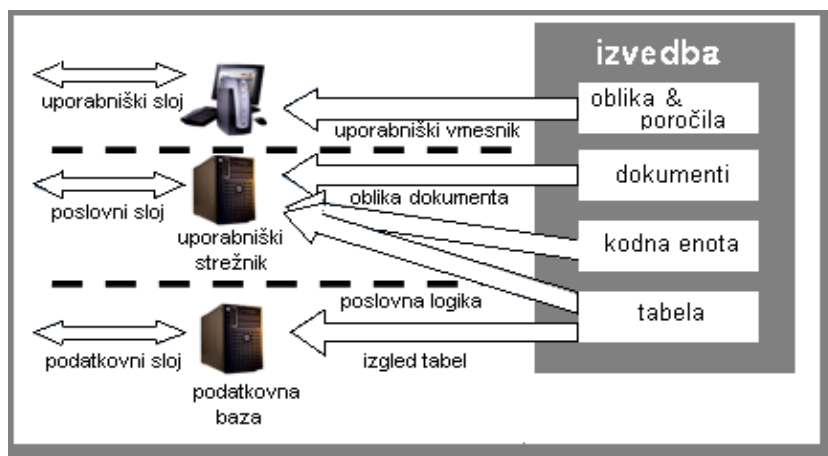 izvedba
uporabniški sloj
oblika &
poročila
uporabniški vmesnik
dokumenti
poslovni sloj
oblika dokumenta
uporabniški
strežnik
kodna enota
poslovna logika
tabela
podatkovni sloj
izgled tabel
podatkovna
baza